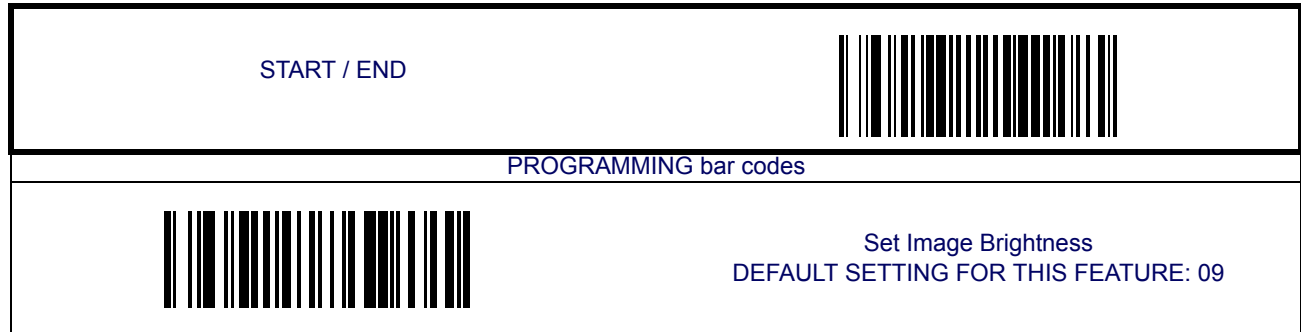 START / END
PROGRAMMING bar codes
Set Image Brightness
DEFAULT SETTING FOR THIS FEATURE: 09